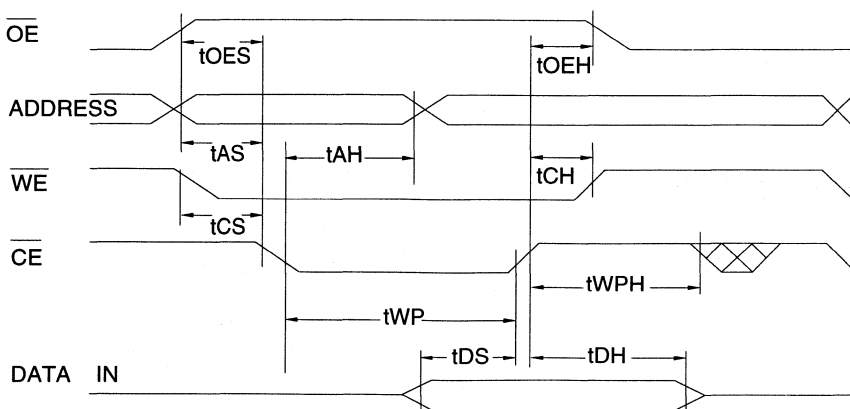 OE
tOES
tOEH
ADDRESS
tAS
tAH
WE
tCH
tCS
CE
tWPH
tWP
tDS
tDH
DATA IN